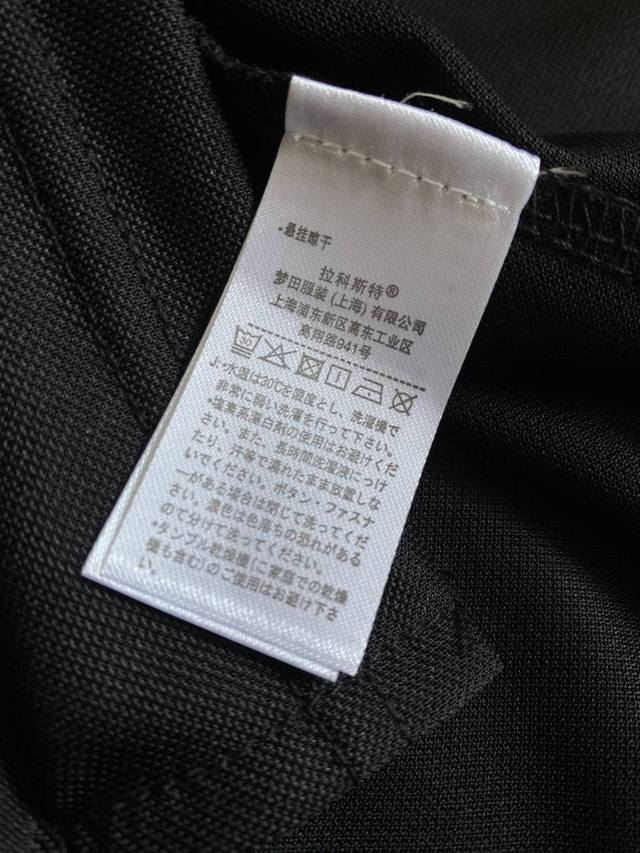 •悬挂晾干
拉科斯特®
梦田服装(上海)有限公司
上海浦东新区高东工业区
高翔路941号
30
J:•水温は30℃を限度とし、洗濯機で
非常に弱い洗濯を行って下さい。
•塩素系漂白剤の使用はお避けくだ
さい。また、長時間洗濯液につけ
たり、汗等で濡れたまま放置しな
いでください。ボタン・ファスナ
ーがある場合は閉じて洗ってくだ
さい。濃色は色落ちの恐れがある
ので分けて洗ってください。
•タンブル乾燥機(ご家庭での乾燥
機も含む)のご使用はお避け下さ
い。